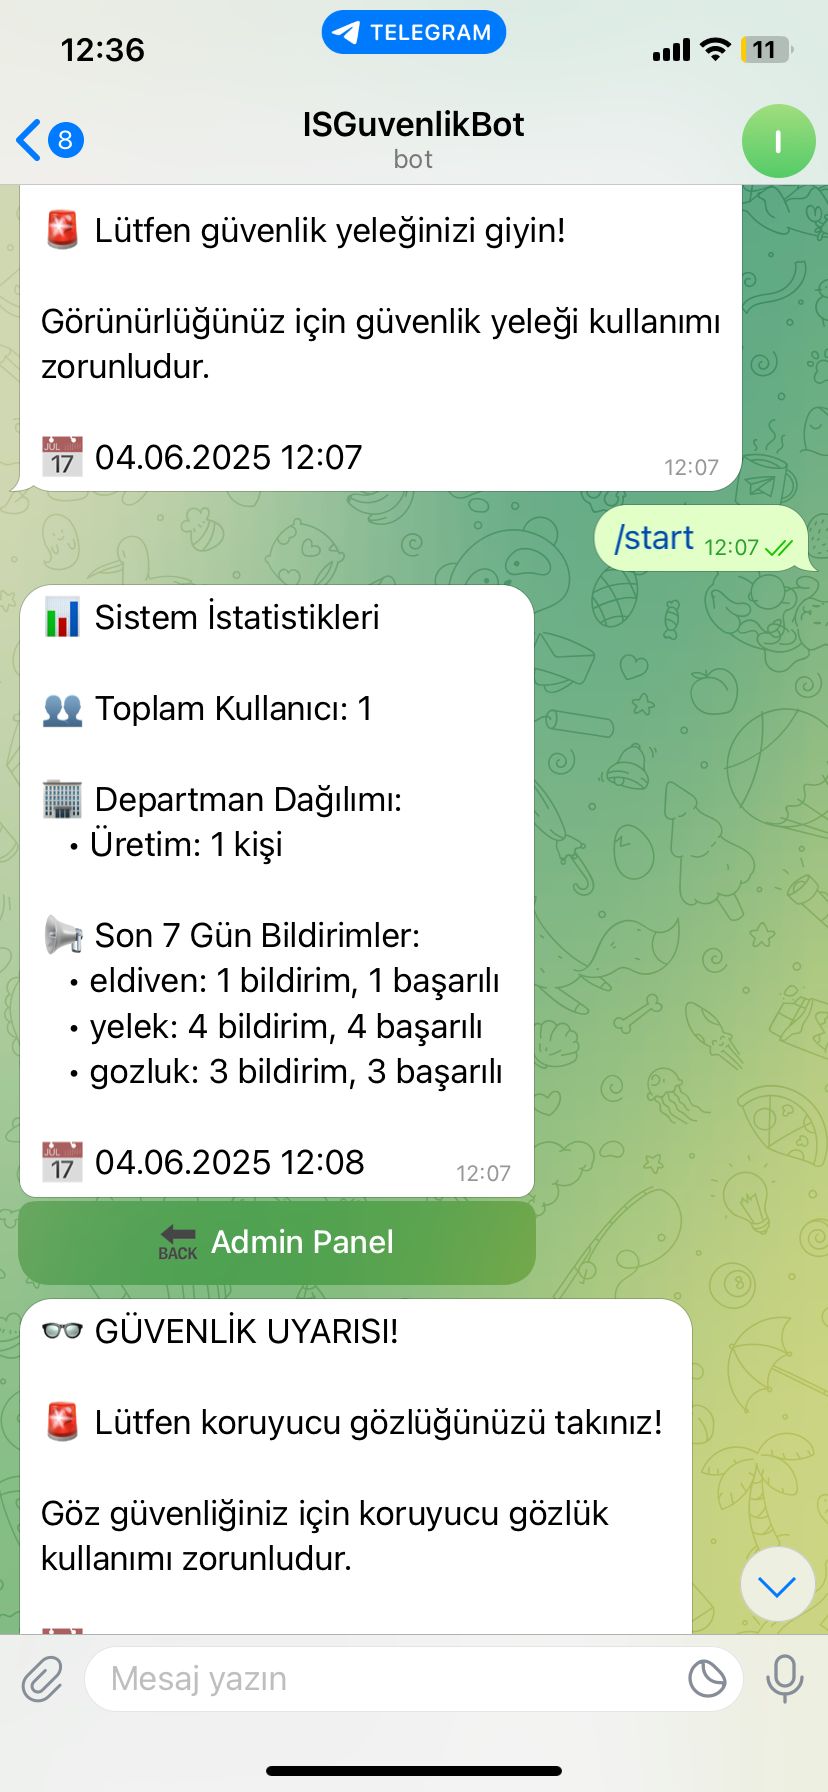 12:36
TELEGRAM
11
8
ISGuvenlikBot
bot
I
🚨 Lütfen güvenlik yeleğinizi giyin!
Görünürlüğünüz için güvenlik yeleği kullanımı
zorunludur.
📅 04.06.2025 12:07
12:07
/start 12:07
📊 Sistem İstatistikleri
👥 Toplam Kullanıcı: 1
🏢 Departman Dağılımı:
• Üretim: 1 kişi
📢 Son 7 Gün Bildirimler:
• eldiven: 1 bildirim, 1 başarılı
• yelek: 4 bildirim, 4 başarılı
• gozluk: 3 bildirim, 3 başarılı
📅 04.06.2025 12:08
12:07
🔙 Admin Panel
👓 GÜVENLİK UYARISI!
🚨 Lütfen koruyucu gözlüğünüzü takınız!
Göz güvenliğiniz için koruyucu gözlük
kullanımı zorunludur.
Mesaj yazın